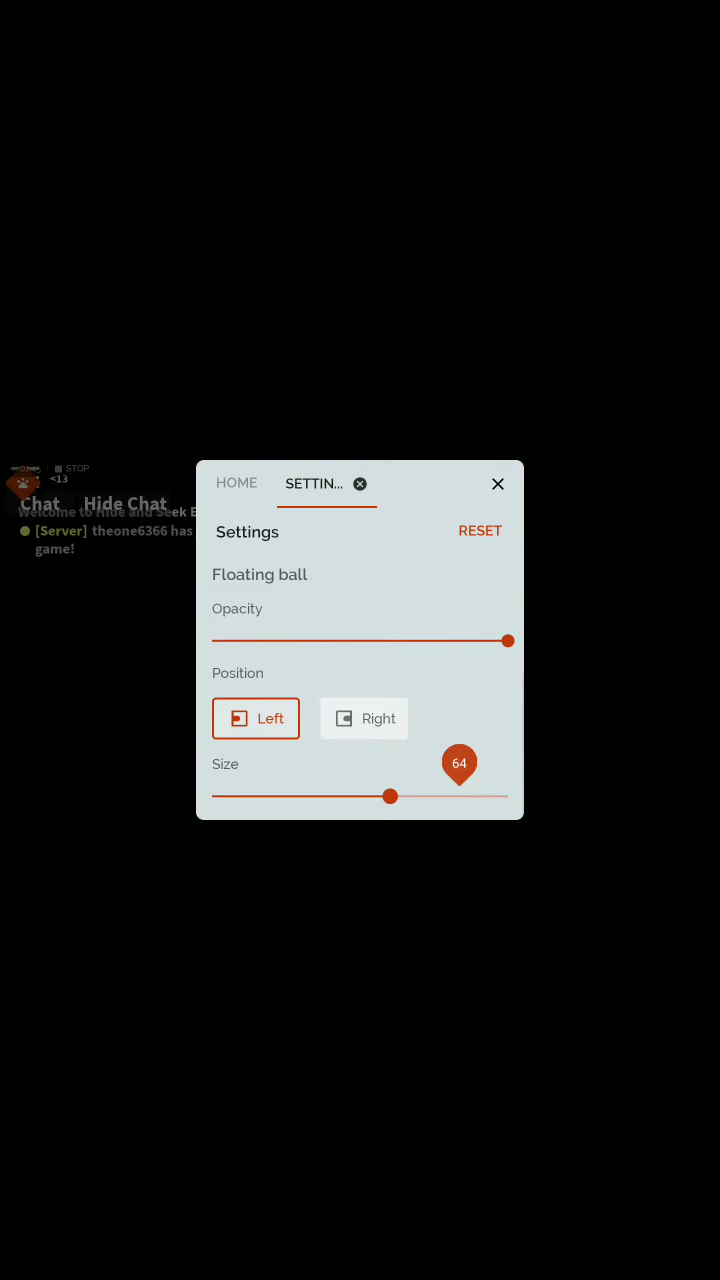 STOP
<13
Chat
Hide Chat
Welcome to Hide and Seek E
[Server] theone6366 has
game!
HOME
SETTIN...
Settings
RESET
Floating ball
Opacity
Position
Left
Right
Size
64